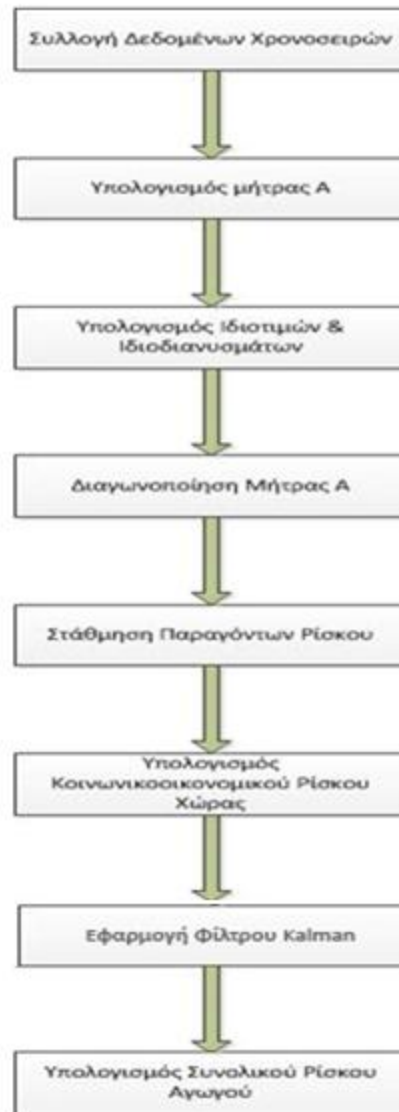 Συλλογή Δεδομένων Χρονοσειρών
Υπολογισμός μήτρας Α
Υπολογισμός Ιδιοτιμών &
Ιδιοδιανυσμάτων
Διαγωνοποίηση Μήτρας Α
Στάθμηση Παραγόντων Ρίσκου
Υπολογισμός
Κοινωνικοοικονομικού Ρίσκου
Χώρας
Εφαρμογή Φίλτρου Kalman
Υπολογισμός Συνολικού Ρίσκου
Αγωγού